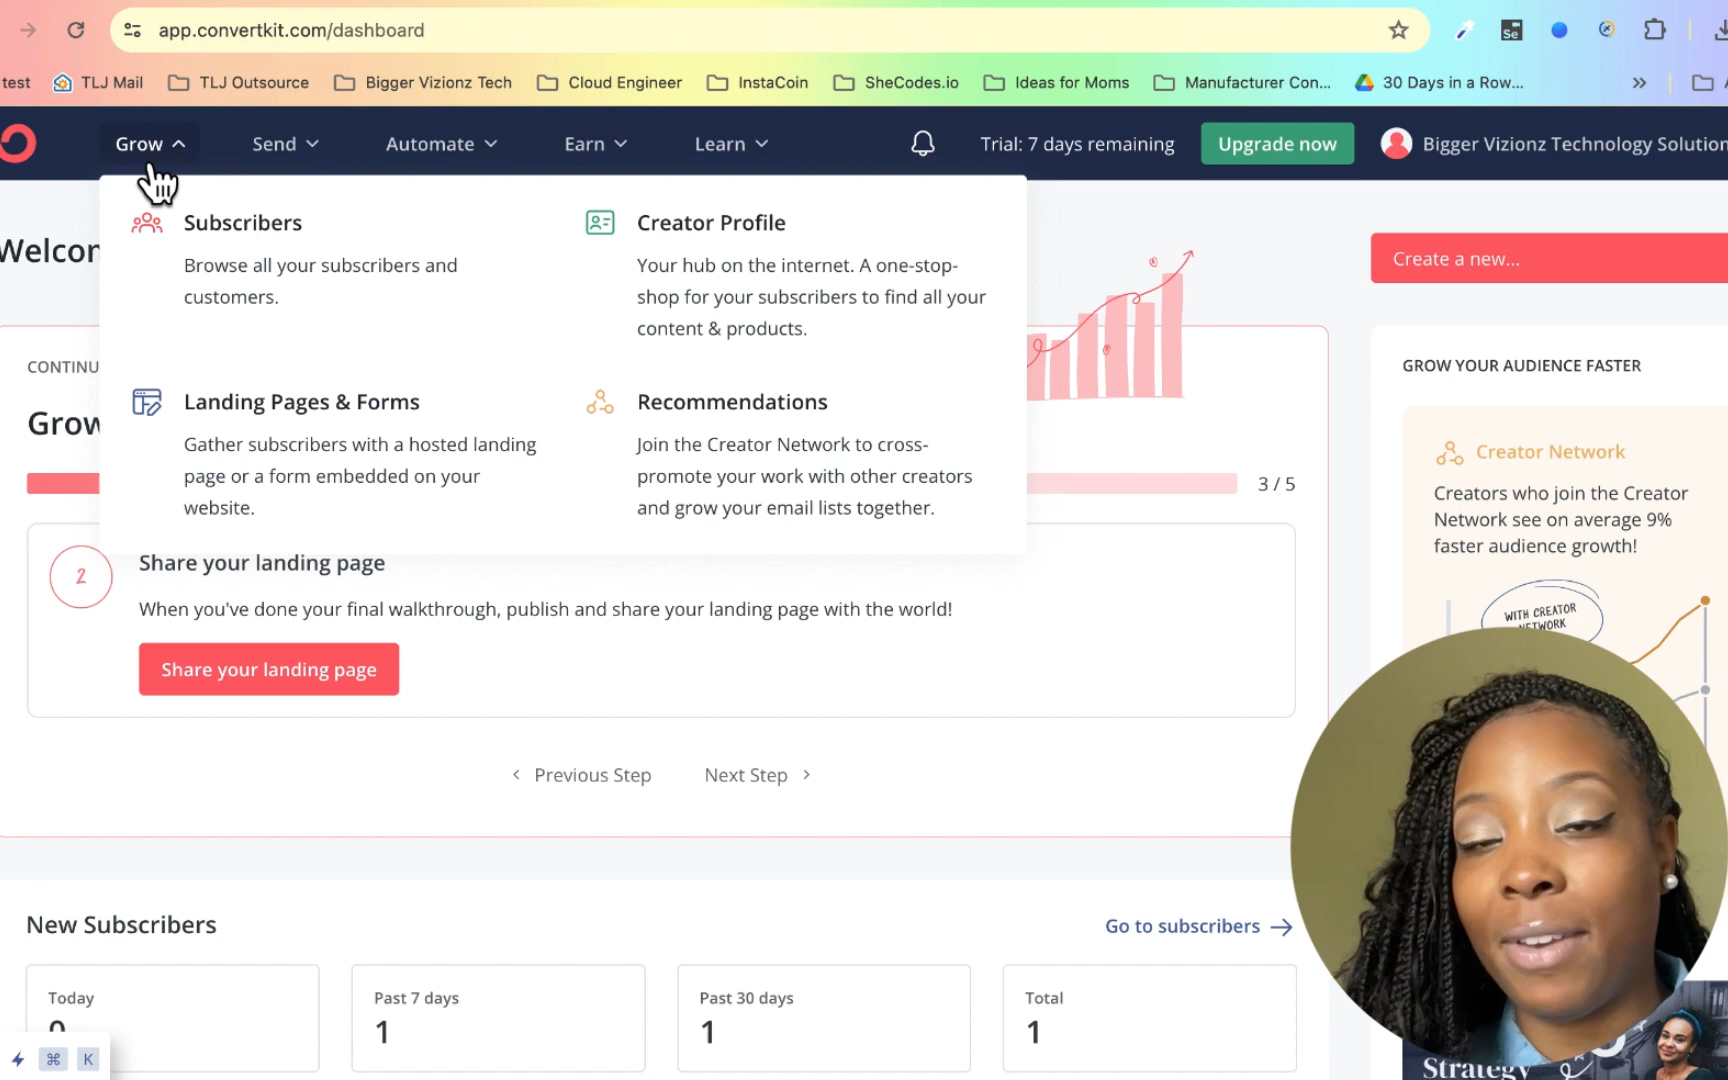 app.convertkit.com/dashboard
Se
test
TLJ Mail
TLJ Outsource
Bigger Vizionz Tech
Cloud Engineer
InstaCoin
SheCodes.io
Ideas for Moms
Manufacturer Con...
30 Days in a Row...
»
Grow
Send
Automate
Earn
Learn
Trial: 7 days remaining
Upgrade now
Bigger Vizionz Technology Solution
Subscribers
Browse all your subscribers and
customers.
Creator Profile
Your hub on the internet. A one-stop-
shop for your subscribers to find all your
content & products.
Landing Pages & Forms
Gather subscribers with a hosted landing
page or a form embedded on your
website.
Recommendations
Join the Creator Network to cross-
promote your work with other creators
and grow your email lists together.
Welcon
Create a new...
CONTINU
Grow
3 / 5
GROW YOUR AUDIENCE FASTER
Creator Network
Creators who join the Creator
Network see on average 9%
faster audience growth!
WITH CREATOR
NETWORK
2
Share your landing page
When you've done your final walkthrough, publish and share your landing page with the world!
Share your landing page
Previous Step
Next Step
New Subscribers
Go to subscribers
Today
0
Past 7 days
1
Past 30 days
1
Total
1
⌘ K
Strategy